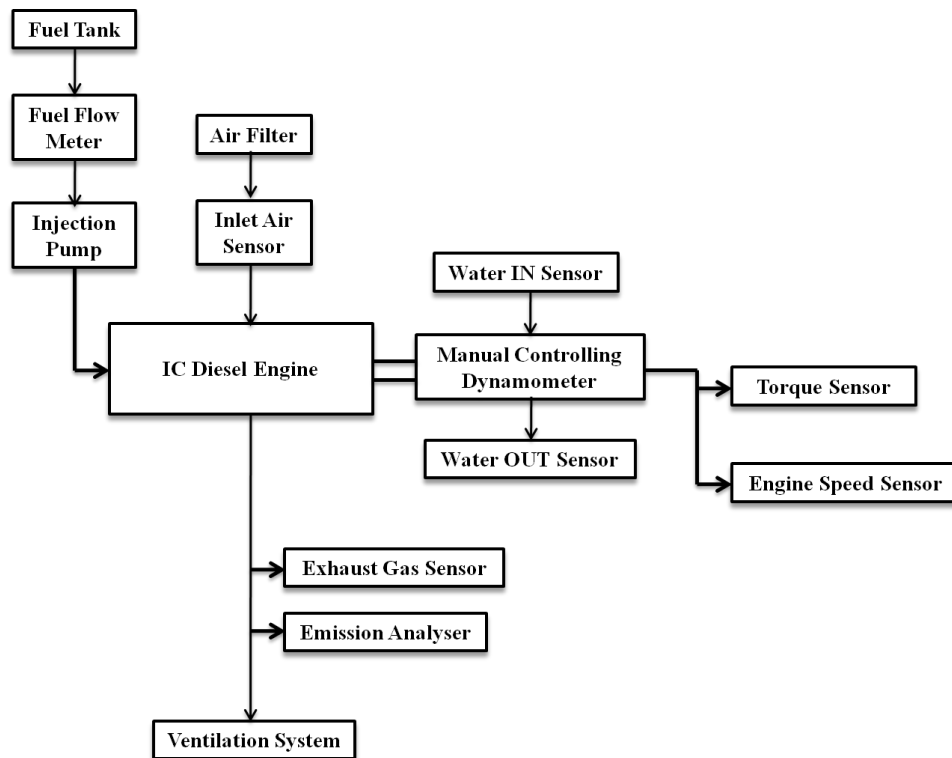 Fuel Tank
Fuel Flow
Meter
Injection
Pump
Air Filter
Inlet Air
Sensor
IC Diesel Engine
Water IN Sensor
Manual Controlling
Dynamometer
Water OUT Sensor
Torque Sensor
Engine Speed Sensor
Exhaust Gas Sensor
Emission Analyser
Ventilation System